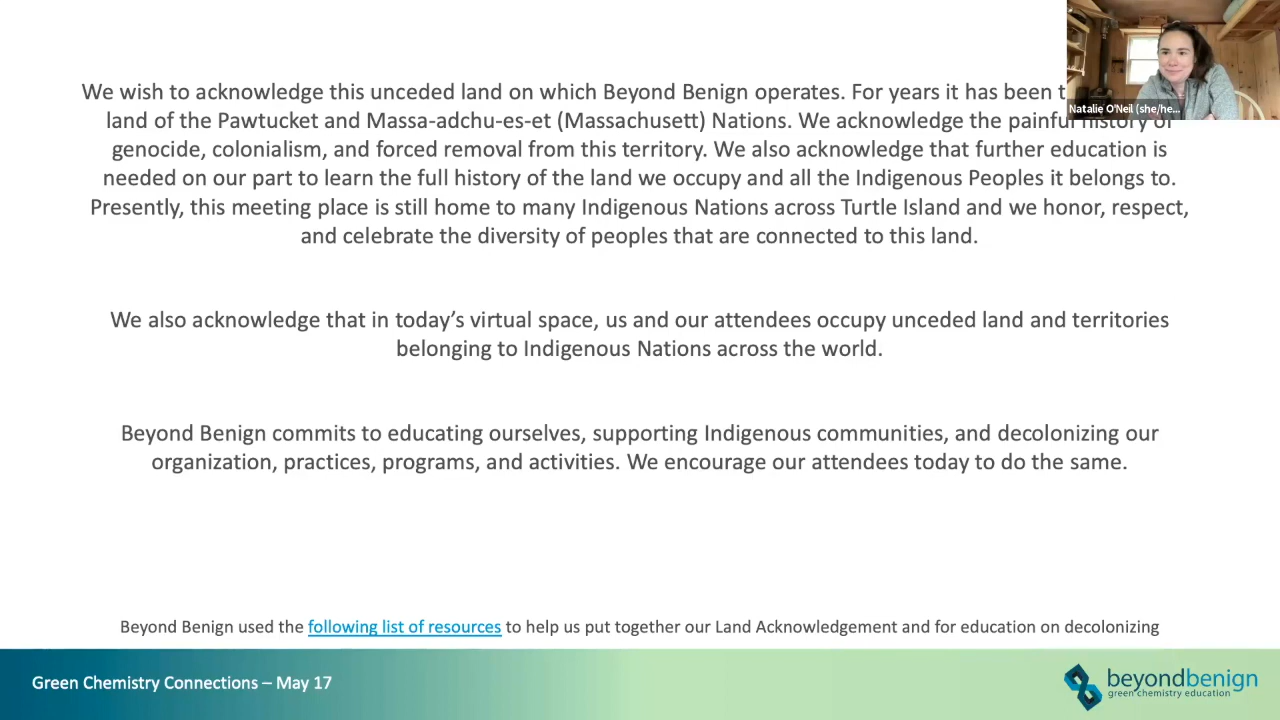 We wish to acknowledge this unceded land on which Beyond Benign operates. For years it has been
land of the Pawtucket and Massa-adchu-es-et (Massachusett) Nations. We acknowledge the painful history of
genocide, colonialism, and forced removal from this territory. We also acknowledge that further education is
needed on our part to learn the full history of the land we occupy and all the Indigenous Peoples it belongs to.
Presently, this meeting place is still home to many Indigenous Nations across Turtle Island and we honor, respect,
and celebrate the diversity of peoples that are connected to this land.
We also acknowledge that in today’s virtual space, us and our attendees occupy unceded land and territories
belonging to Indigenous Nations across the world.
Beyond Benign commits to educating ourselves, supporting Indigenous communities, and decolonizing our
organization, practices, programs, and activities. We encourage our attendees today to do the same.
Beyond Benign used the following list of resources to help us put together our Land Acknowledgement and for education on decolonizing
Green Chemistry Connections – May 17
beyondbenign
green chemistry education
Natalie O'Neil (she/he...